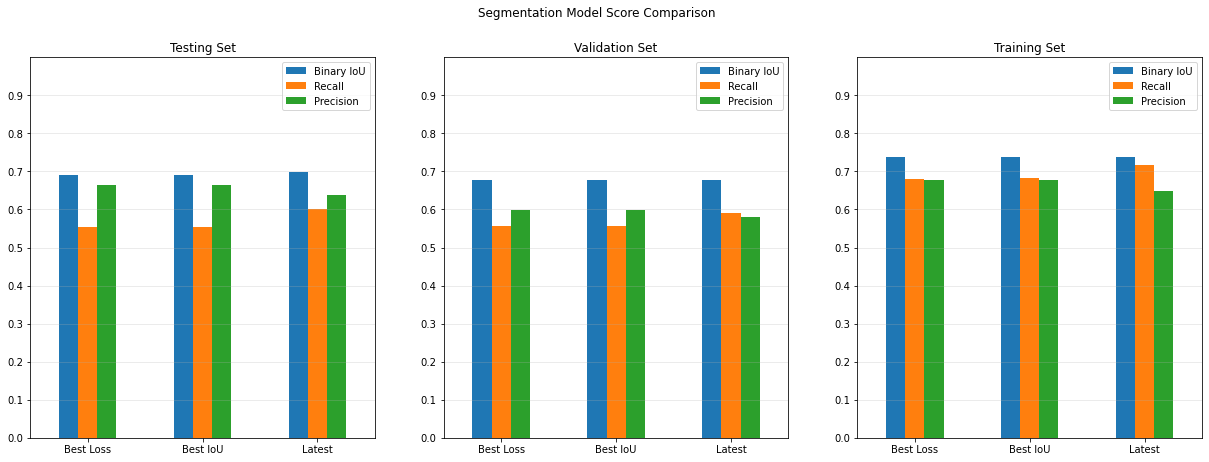 Segmentation Model Score Comparison
Testing Set
Binary IoU
Recall
Precision
0.9
0.8
0.7
0.6
0.5
0.4
0.3
0.2
0.1
0.0
Best Loss
Best IoU
Latest
Validation Set
Binary IoU
Recall
Precision
0.9
0.8
0.7
0.6
0.5
0.4
0.3
0.2
0.1
0.0
Best Loss
Best IoU
Latest
Training Set
Binary IoU
Recall
Precision
0.9
0.8
0.7
0.6
0.5
0.4
0.3
0.2
0.1
0.0
Best Loss
Best IoU
Latest